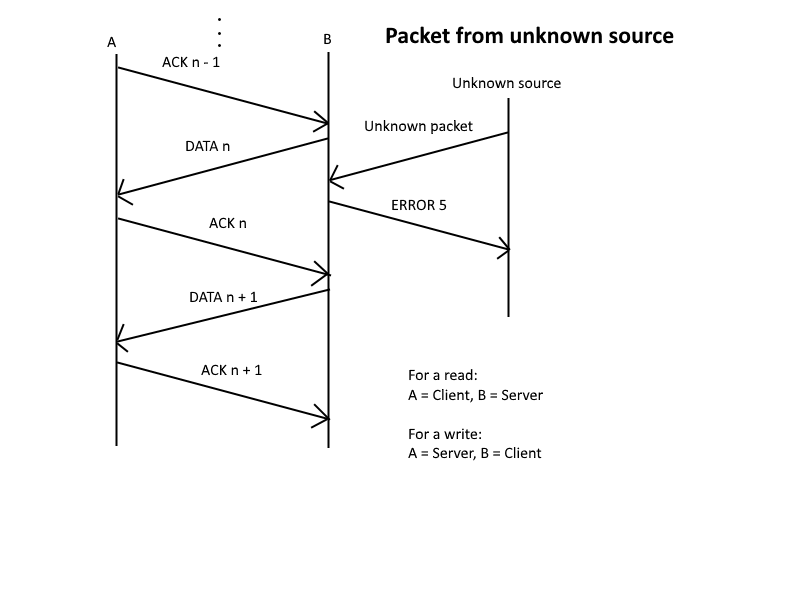 Packet from unknown source
A
B
Unknown source
ACK n - 1
Unknown packet
DATA n
ERROR 5
ACK n
DATA n + 1
ACK n + 1
For a read:
A = Client, B = Server
For a write:
A = Server, B = Client